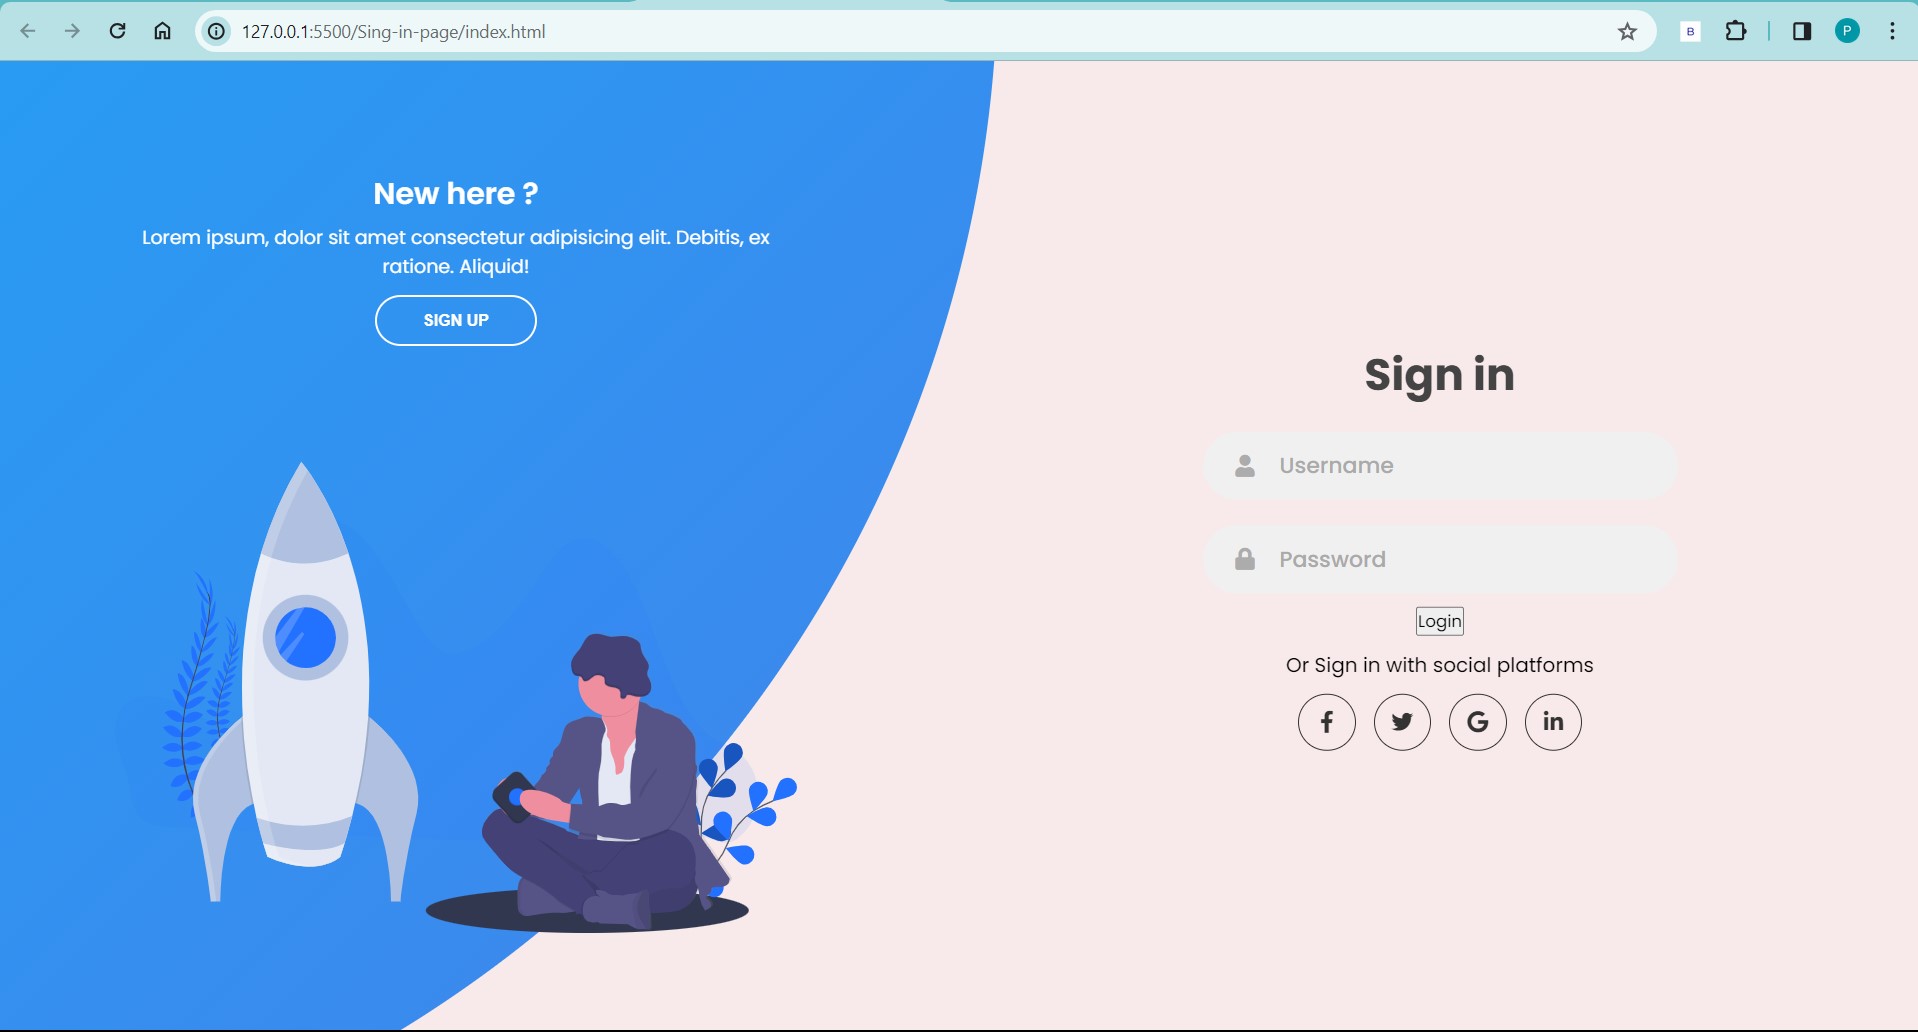 127.0.0.1:5500/Sing-in-page/index.html
B
P
New here ?
Lorem ipsum, dolor sit amet consectetur adipisicing elit. Debitis, ex
ratione. Aliquid!
SIGN UP
Sign in
Username
Password
Login
Or Sign in with social platforms
f
G
in